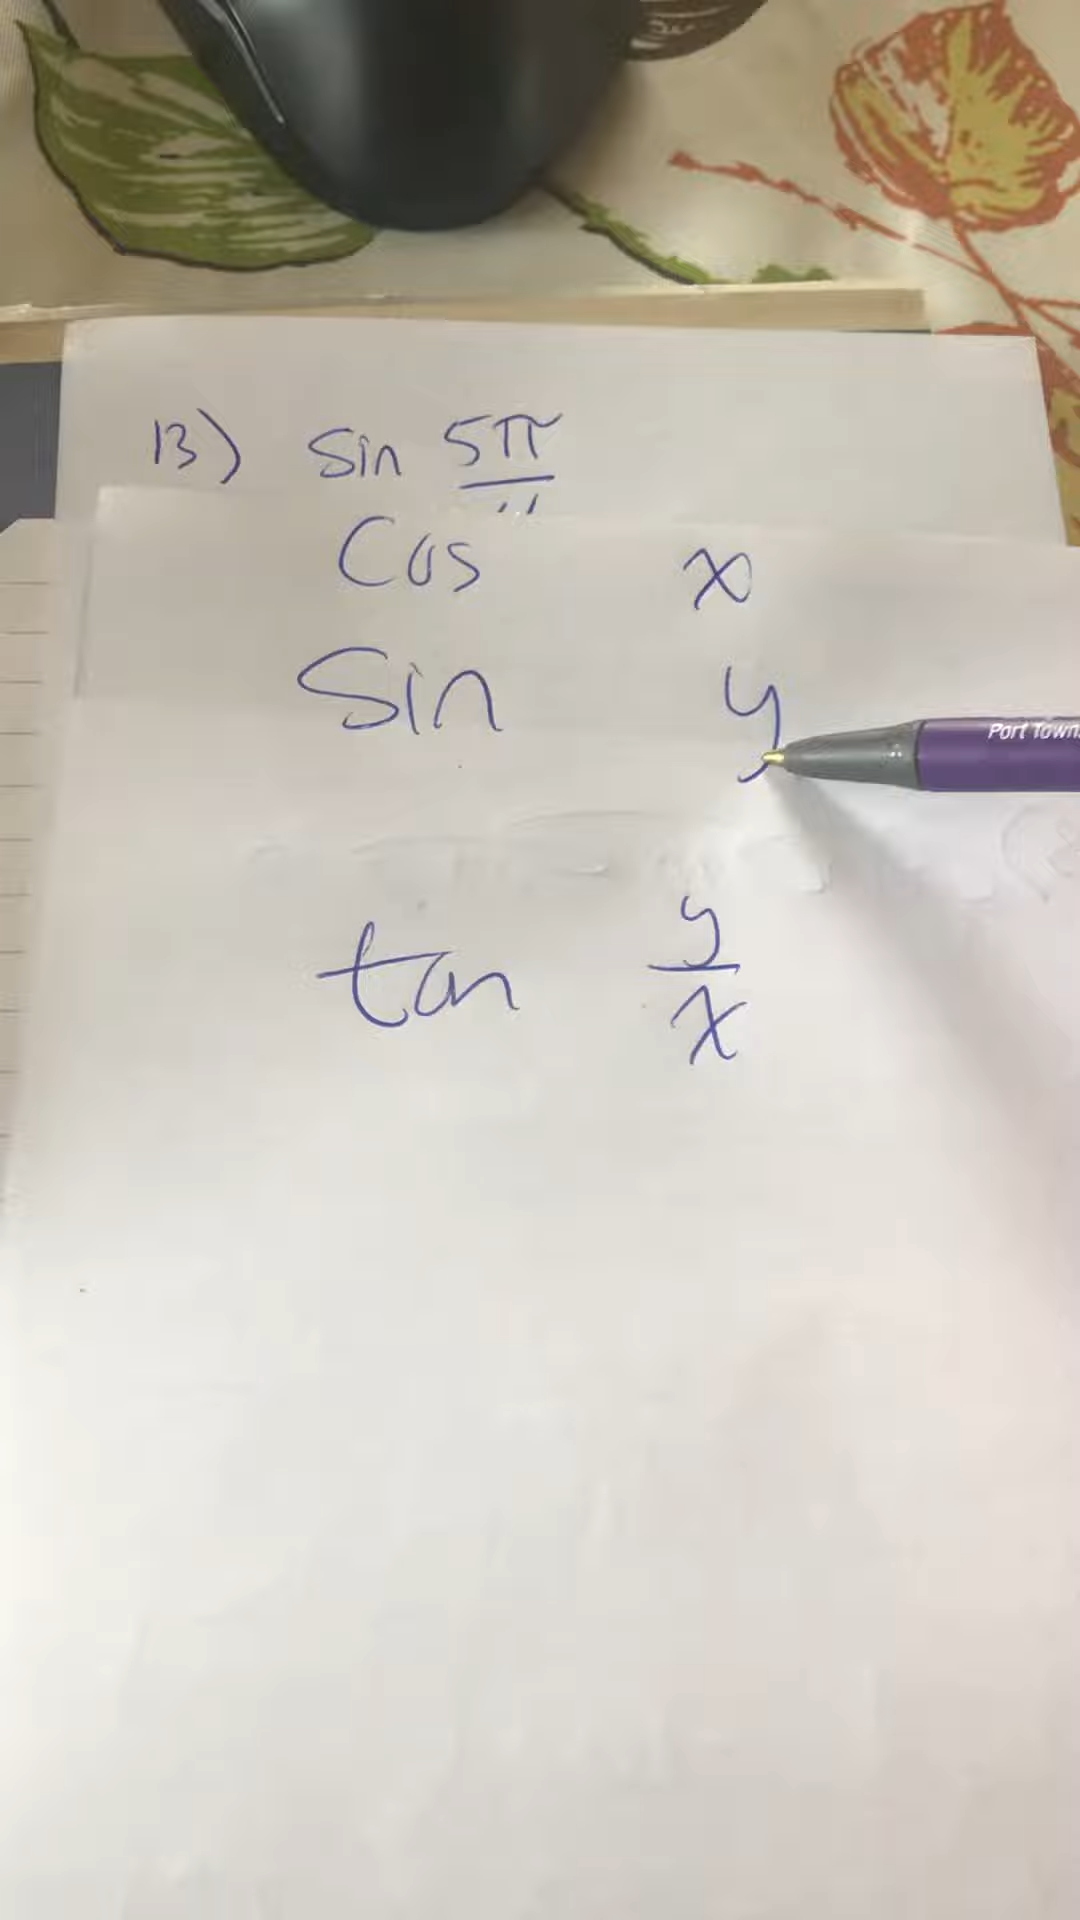 13) sin 5π
Cos x
Sin y
Port Town
tan y/x